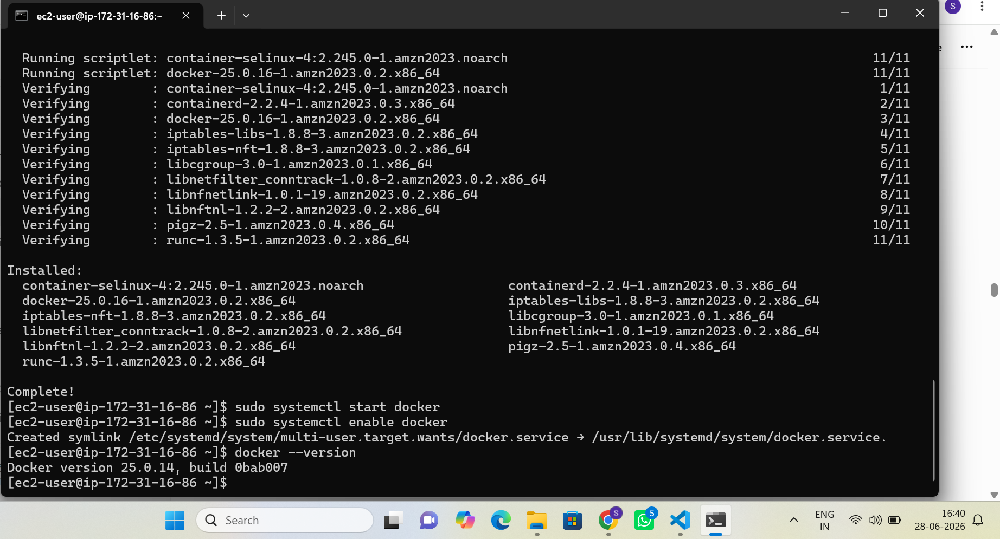 ec2-user@ip-172-31-16-86:~
S
Running scriptlet: container-selinux-4:2.245.0-1.amzn2023.noarch 11/11
Running scriptlet: docker-25.0.16-1.amzn2023.0.2.x86_64 11/11
Verifying : container-selinux-4:2.245.0-1.amzn2023.noarch 1/11
Verifying : containerd-2.2.4-1.amzn2023.0.3.x86_64 2/11
Verifying : docker-25.0.16-1.amzn2023.0.2.x86_64 3/11
Verifying : iptables-libs-1.8.8-3.amzn2023.0.2.x86_64 4/11
Verifying : iptables-nft-1.8.8-3.amzn2023.0.2.x86_64 5/11
Verifying : libcgroup-3.0-1.amzn2023.0.1.x86_64 6/11
Verifying : libnetfilter_conntrack-1.0.8-2.amzn2023.0.2.x86_64 7/11
Verifying : libnfnetlink-1.0.1-19.amzn2023.0.2.x86_64 8/11
Verifying : libnftnl-1.2.2-2.amzn2023.0.2.x86_64 9/11
Verifying : pigz-2.5-1.amzn2023.0.4.x86_64 10/11
Verifying : runc-1.3.5-1.amzn2023.0.2.x86_64 11/11
Installed:
container-selinux-4:2.245.0-1.amzn2023.noarch containerd-2.2.4-1.amzn2023.0.3.x86_64
docker-25.0.16-1.amzn2023.0.2.x86_64 iptables-libs-1.8.8-3.amzn2023.0.2.x86_64
iptables-nft-1.8.8-3.amzn2023.0.2.x86_64 libcgroup-3.0-1.amzn2023.0.1.x86_64
libnetfilter_conntrack-1.0.8-2.amzn2023.0.2.x86_64 libnfnetlink-1.0.1-19.amzn2023.0.2.x86_64
libnftnl-1.2.2-2.amzn2023.0.2.x86_64 pigz-2.5-1.amzn2023.0.4.x86_64
runc-1.3.5-1.amzn2023.0.2.x86_64
Complete!
[ec2-user@ip-172-31-16-86 ~]$ sudo systemctl start docker
[ec2-user@ip-172-31-16-86 ~]$ sudo systemctl enable docker
Created symlink /etc/systemd/system/multi-user.target.wants/docker.service → /usr/lib/systemd/system/docker.service.
[ec2-user@ip-172-31-16-86 ~]$ docker --version
Docker version 25.0.14, build 0bab007
[ec2-user@ip-172-31-16-86 ~]$
Search
S
5
ENG
IN
16:40
28-06-2026